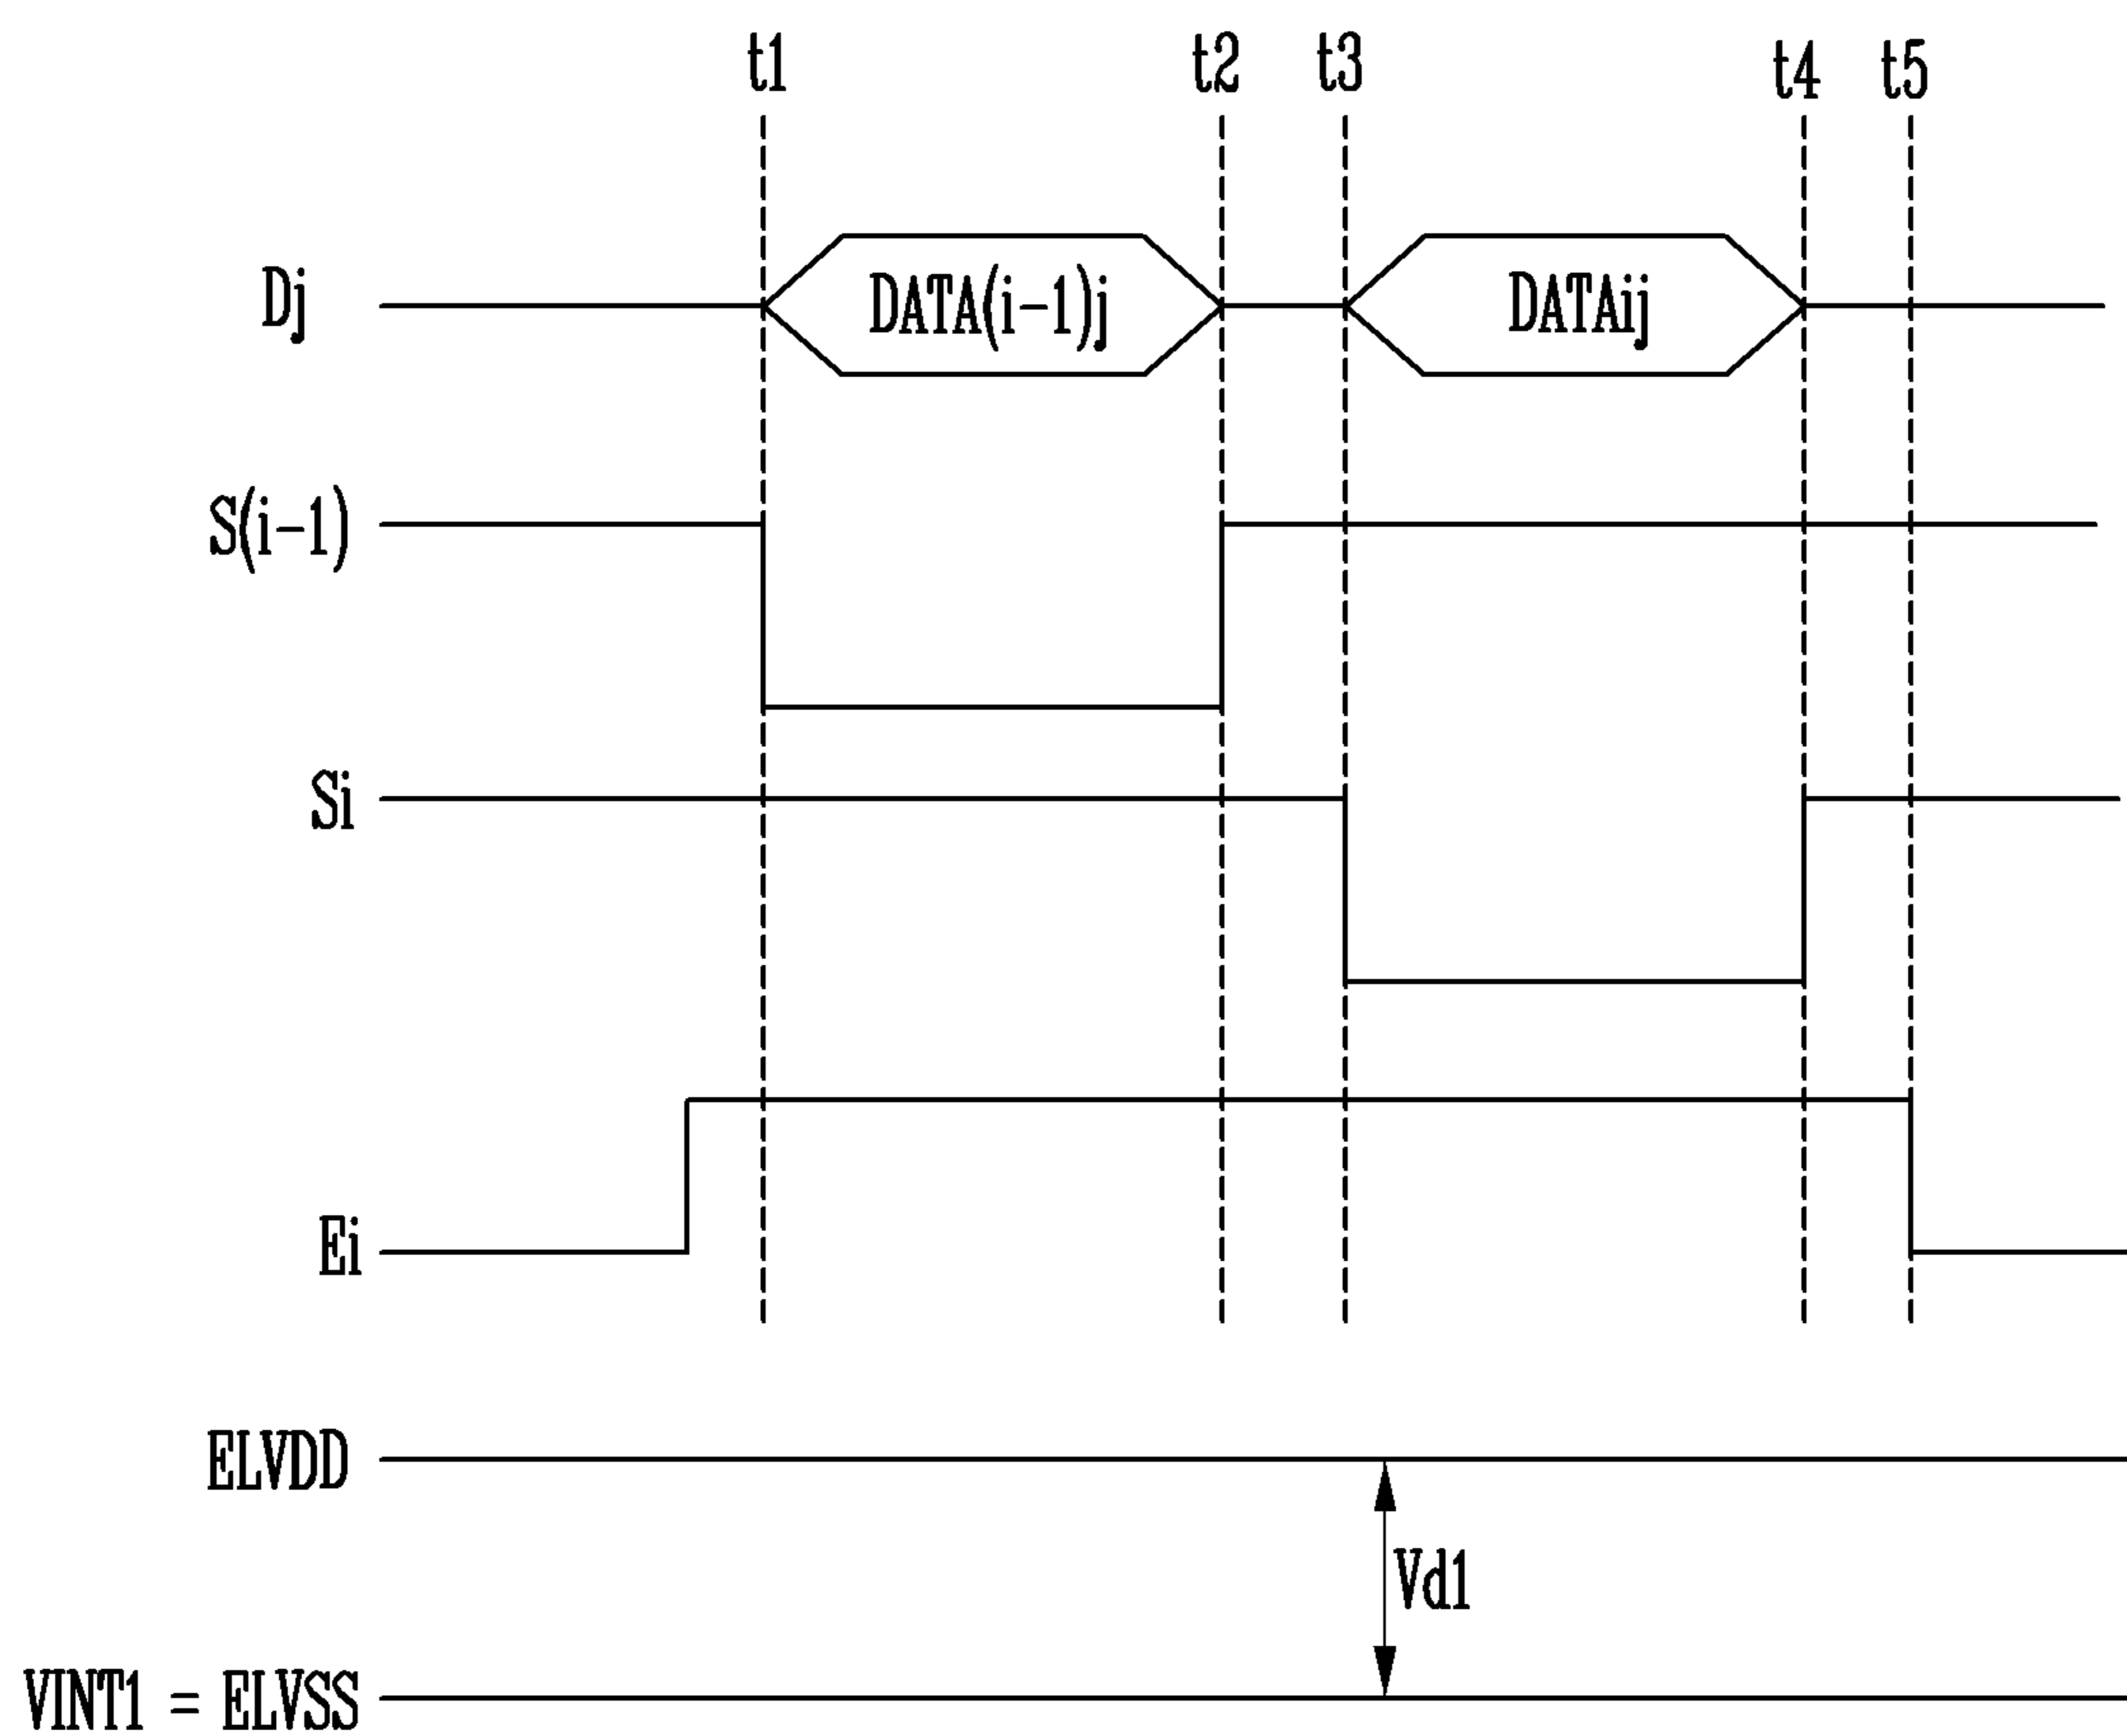 t1 t2 t3 t4 t5
Dj DATA(i-1)j DATAij
S(i-1)
Si
Ei
ELVDD
Vd1
VINT1 = ELVSS